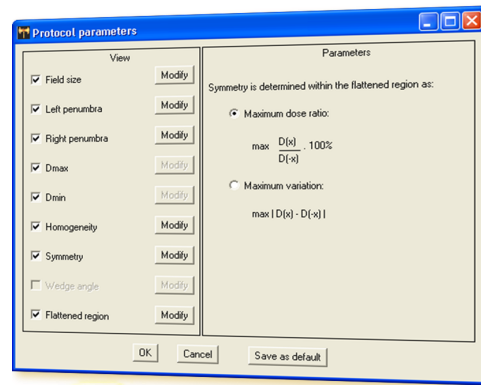 Protocol parameters
View
Field size Modify
Left penumbra Modify
Right penumbra Modify
Dmax Modify
Dmin Modify
Homogeneity Modify
Symmetry Modify
Wedge angle Modify
Flattened region Modify
Parameters
Symmetry is determined within the flattened region as:
Maximum dose ratio:
max D(x) / D(-x) . 100%
Maximum variation:
max | D(x) - D(-x) |
OK Cancel Save as default